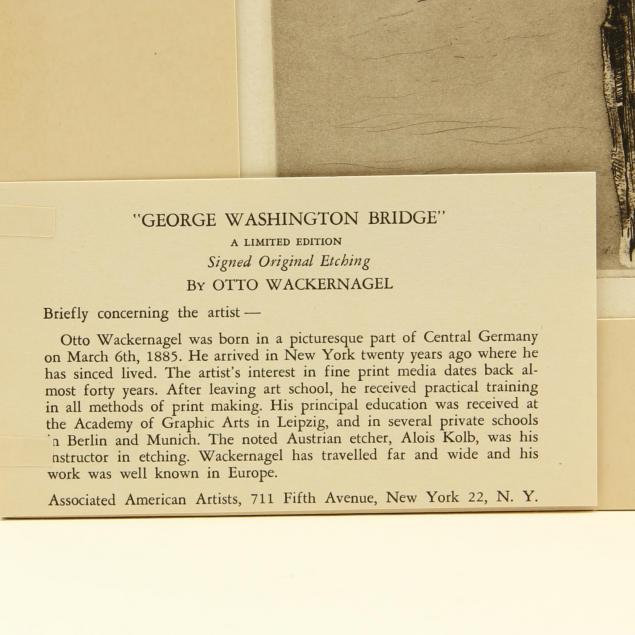 "GEORGE WASHINGTON BRIDGE"
A LIMITED EDITION
Signed Original Etching
By OTTO WACKERNAGEL
Briefly concerning the artist —
Otto Wackernagel was born in a picturesque part of Central Germany
on March 6th, 1885. He arrived in New York twenty years ago where he
has sinced lived. The artist's interest in fine print media dates back al-
most forty years. After leaving art school, he received practical training
in all methods of print making. His principal education was received at
the Academy of Graphic Arts in Leipzig, and in several private schools
n Berlin and Munich. The noted Austrian etcher, Alois Kolb, was his
nstructor in etching. Wackernagel has travelled far and wide and his
work was well known in Europe.
Associated American Artists, 711 Fifth Avenue, New York 22, N. Y.